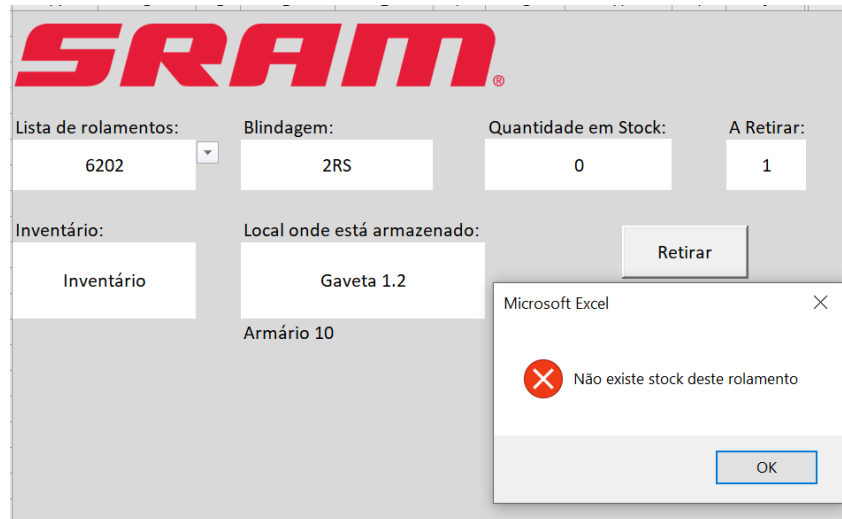 SRAM®
Lista de rolamentos: Blindagem: Quantidade em Stock: A Retirar:
6202 2RS 0 1
Inventário: Local onde está armazenado:
Retirar
Inventário Gaveta 1.2
Microsoft Excel
Armário 10
Não existe stock deste rolamento
OK